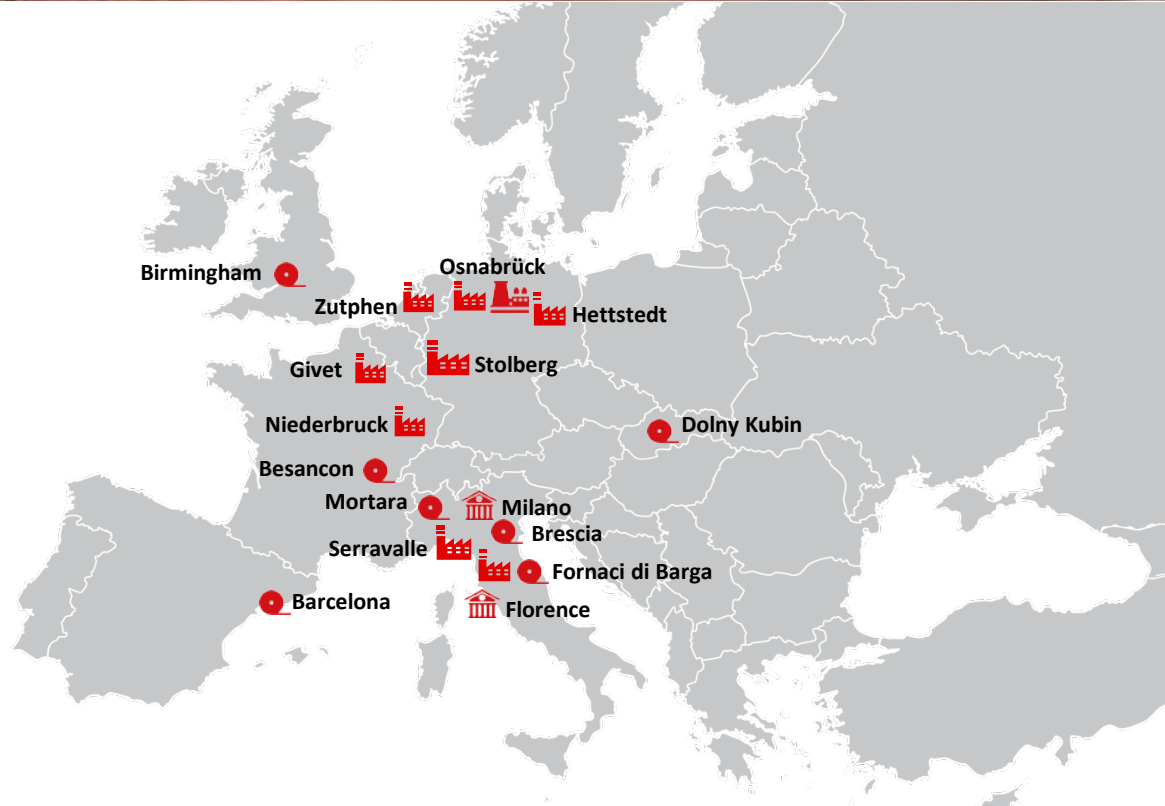 Osnabrück
Birmingham
Zutphen
Hettstedt
Givet
Stolberg
Niederbruck
Dolny Kubin
Besancon
Mortara
Milano
Brescia
Serravalle
Fornaci di Barga
Barcelona
Florence